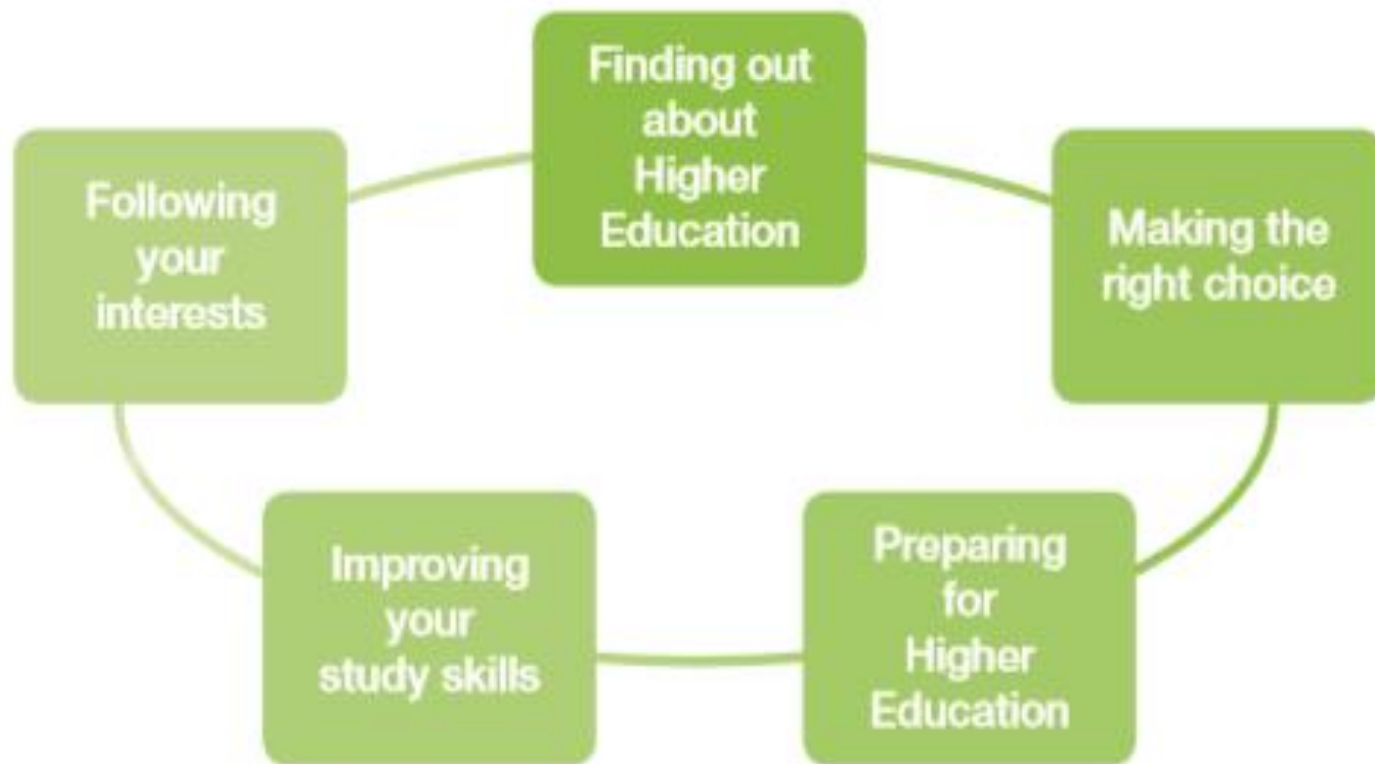 Finding out
about
Higher
Education
Making the
right choice
Preparing
for
Higher
Education
Improving
your
study skills
Following
your
interests